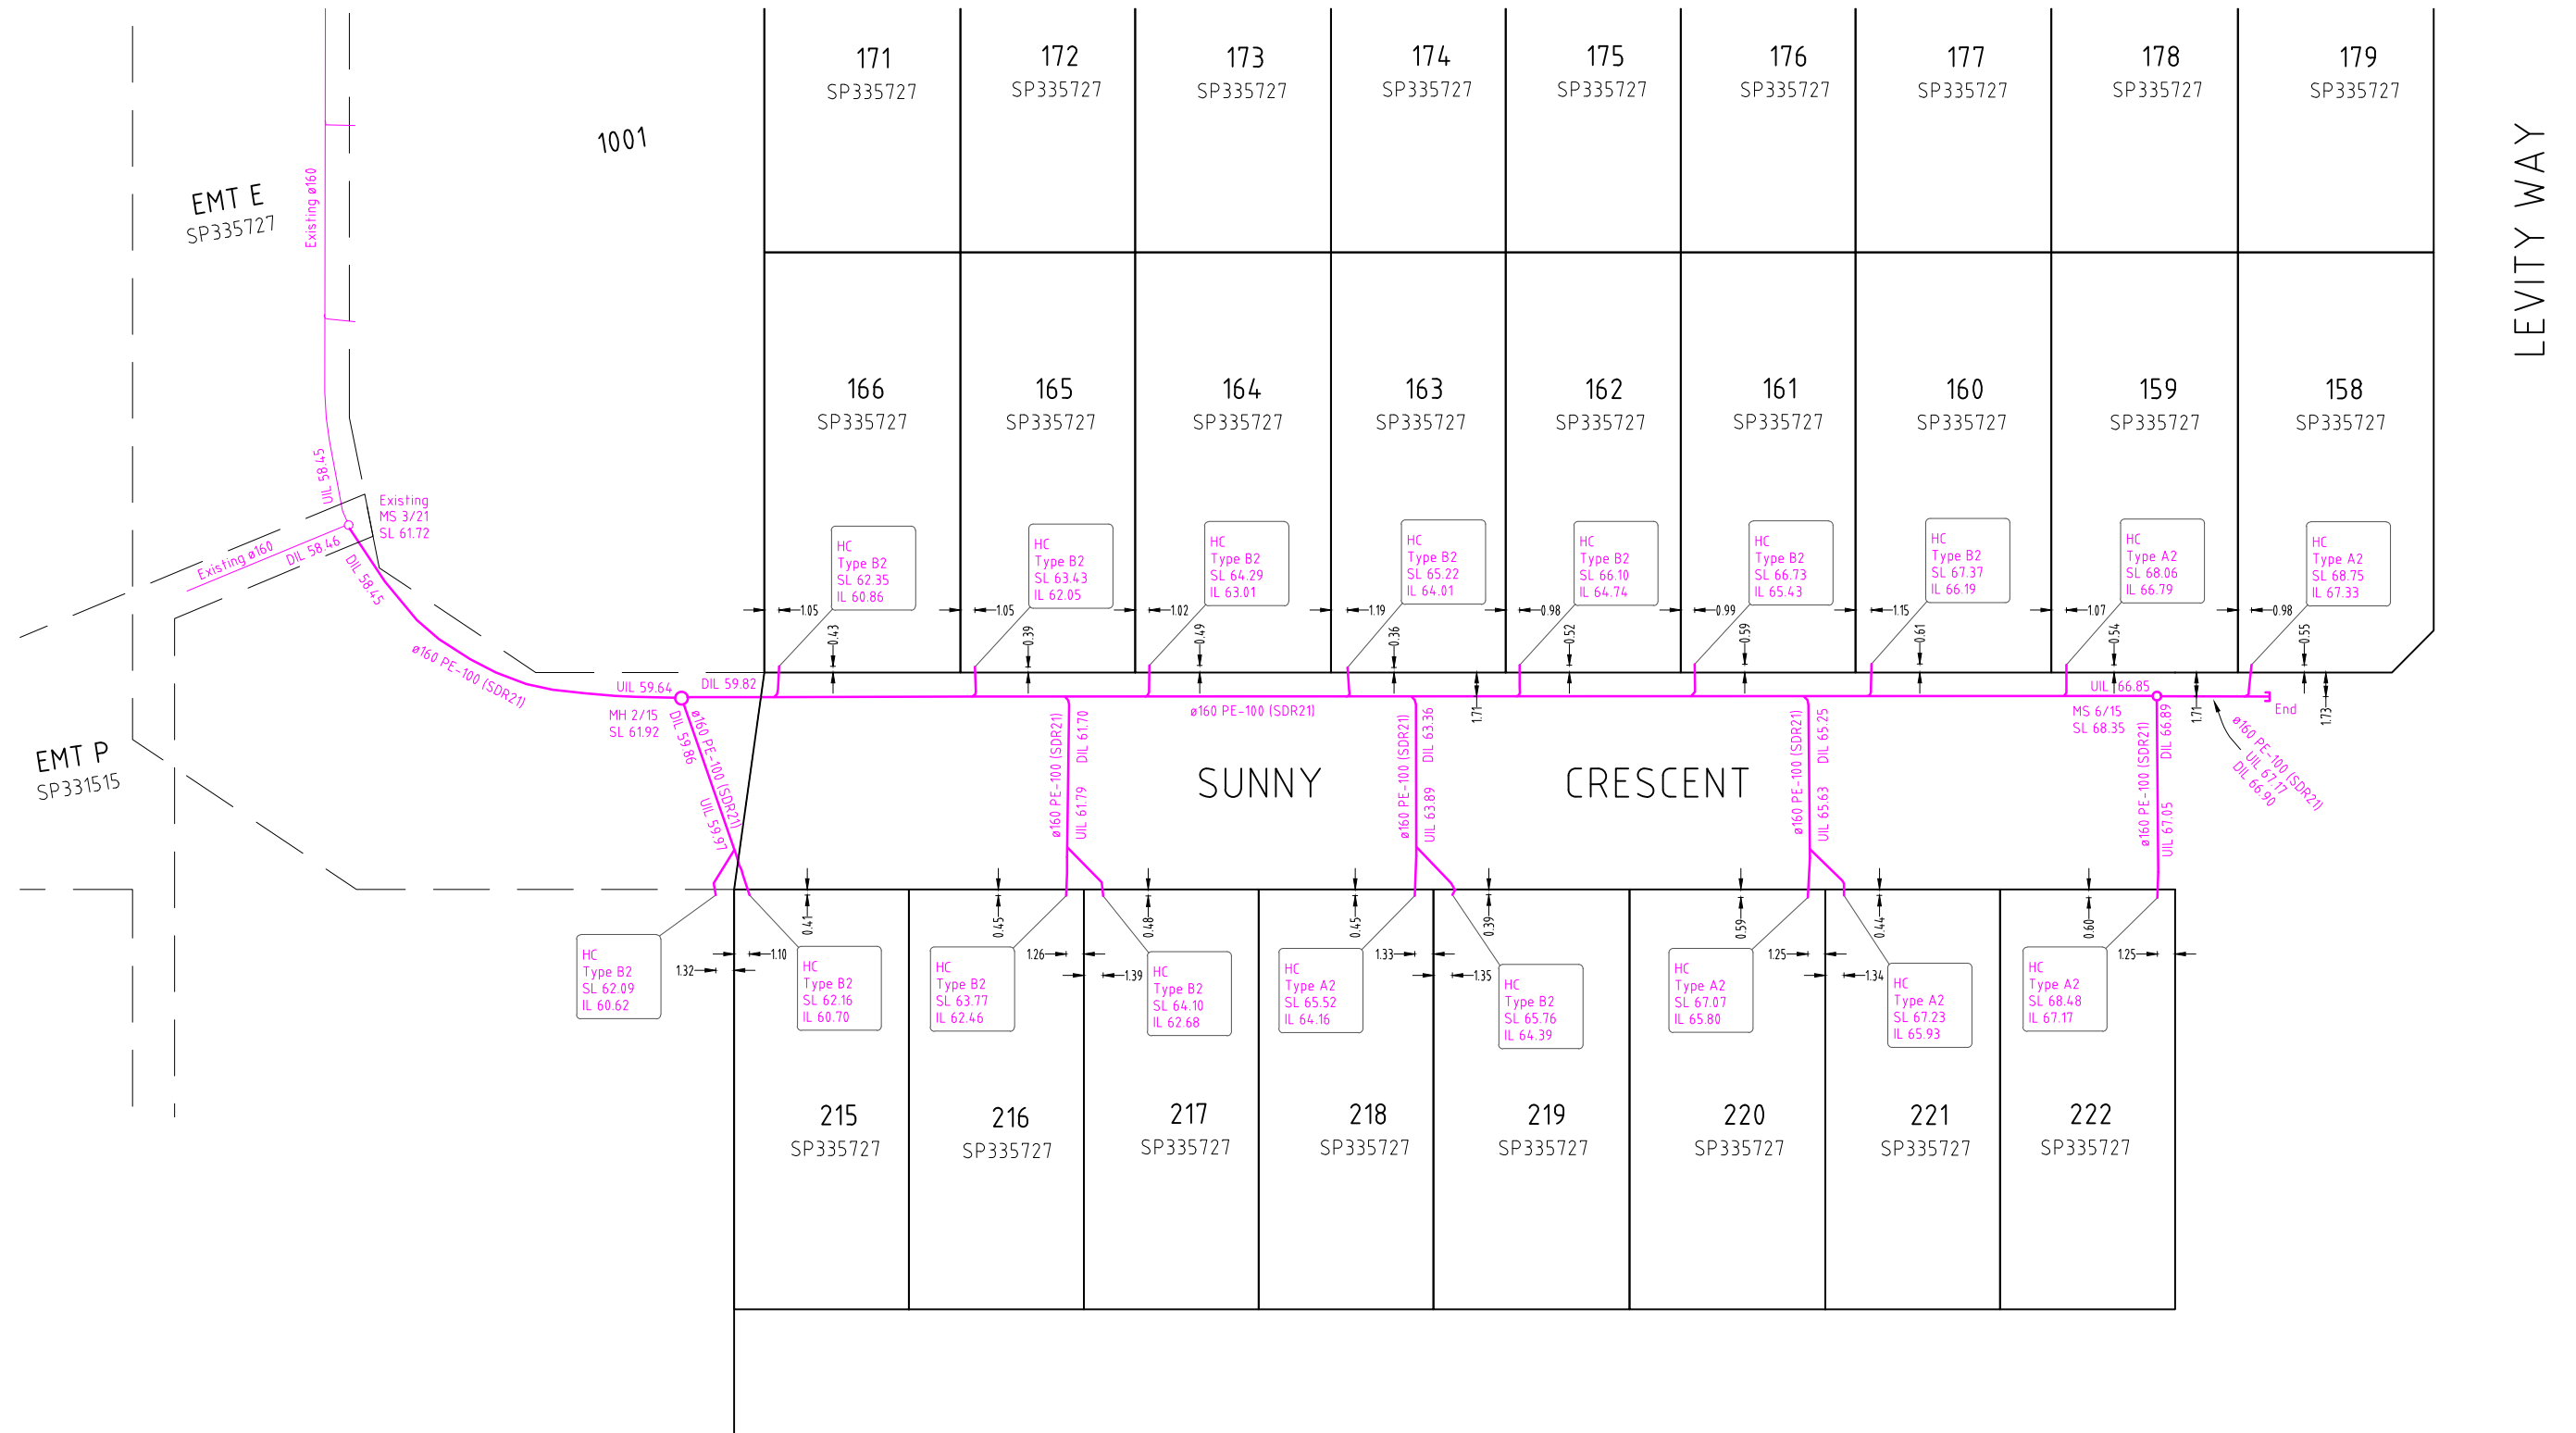 171
SP335727
172
SP335727
173
SP335727
174
SP335727
175
SP335727
176
SP335727
177
SP335727
178
SP335727
179
SP335727
LEVITY WAY
1001
EMT E
SP335727
Existing ø160
166
SP335727
165
SP335727
164
SP335727
163
SP335727
162
SP335727
161
SP335727
160
SP335727
159
SP335727
158
SP335727
UIL 58.45
Existing
MS 3/21
SL 61.72
Existing ø160
DIL 58.46
DIL 58.45
ø160 PE-100 (SDR21)
HC
Type B2
SL 62.35
IL 60.86
HC
Type B2
SL 63.43
IL 62.05
HC
Type B2
SL 64.29
IL 63.01
HC
Type B2
SL 65.22
IL 64.01
HC
Type B2
SL 66.10
IL 64.74
HC
Type B2
SL 66.73
IL 65.43
HC
Type B2
SL 67.37
IL 66.19
HC
Type A2
SL 68.06
IL 66.79
HC
Type A2
SL 68.75
IL 67.33
1.05
0.43
1.05
0.39
1.02
0.49
1.19
0.36
0.98
0.52
0.99
0.59
1.15
0.61
1.07
0.54
0.98
0.55
UIL 59.64
DIL 59.82
MH 2/15
SL 61.92
ø160 PE-100 (SDR21)
DIL 59.86
UIL 59.97
ø160 PE-100 (SDR21)
1.71
UIL 66.85
MS 6/15
SL 68.35
1.71
End
1.73
ø160 PE-100 (SDR21)
UIL 67.17
DIL 66.90
ø160 PE-100 (SDR21)
UIL 61.79 DIL 61.70
ø160 PE-100 (SDR21)
UIL 63.89 DIL 63.36
ø160 PE-100 (SDR21)
UIL 65.63 DIL 65.25
ø160 PE-100 (SDR21)
UIL 67.05 DIL 66.89
EMT P
SP331515
SUNNY CRESCENT
0.41
0.45
0.48
0.45
0.39
0.59
0.44
0.60
1.32
1.10
1.26
1.39
1.33
1.35
1.25
1.34
1.25
HC
Type B2
SL 62.09
IL 60.62
HC
Type B2
SL 62.16
IL 60.70
HC
Type B2
SL 63.77
IL 62.46
HC
Type B2
SL 64.10
IL 62.68
HC
Type A2
SL 65.52
IL 64.16
HC
Type B2
SL 65.76
IL 64.39
HC
Type A2
SL 67.07
IL 65.80
HC
Type A2
SL 67.23
IL 65.93
HC
Type A2
SL 68.48
IL 67.17
215
SP335727
216
SP335727
217
SP335727
218
SP335727
219
SP335727
220
SP335727
221
SP335727
222
SP335727